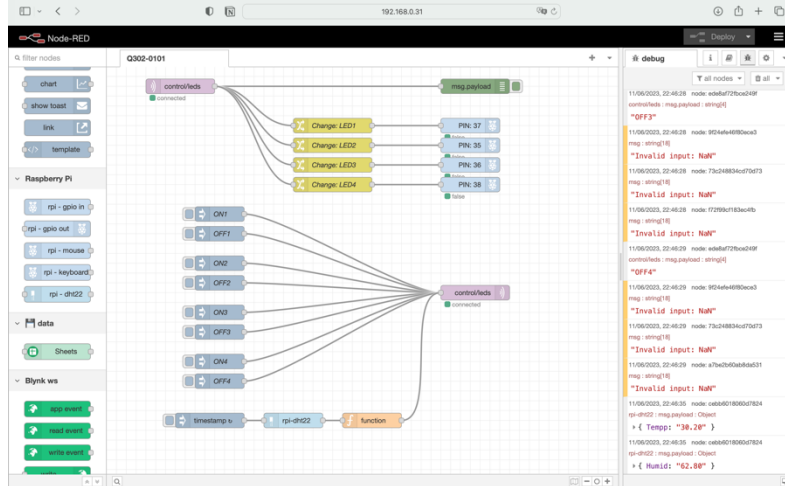 192.168.0.31
Node-RED
Deploy
filter nodes
Q302-0101
debug
i
all nodes
all
chart
show toast
link
template
Raspberry Pi
rpi - gpio in
rpi - gpio out
rpi - mouse
rpi - keyboard
rpi - dht22
data
Sheets
Blynk ws
app event
read event
write event
control/leds
connected
msg.payload
Change: LED1
PIN: 37
false
Change: LED2
PIN: 35
Change: LED3
PIN: 36
Change: LED4
PIN: 38
false
ON1
OFF1
ON2
OFF2
ON3
OFF3
ON4
OFF4
control/leds
connected
timestamp ↻
rpi-dht22
f
function
11/06/2023, 22:46:28 node: ede8af72fbce249f
control/leds : msg.payload : string[4]
"OFF3"
11/06/2023, 22:46:28 node: 9f24efe46f80ece3
msg : string[18]
"Invalid input: NaN"
11/06/2023, 22:46:28 node: 73c248834cd70d73
msg : string[18]
"Invalid input: NaN"
11/06/2023, 22:46:28 node: f72f99cf183ec4fb
msg : string[18]
"Invalid input: NaN"
11/06/2023, 22:46:29 node: ede8af72fbce249f
control/leds : msg.payload : string[4]
"OFF4"
11/06/2023, 22:46:29 node: 9f24efe46f80ece3
msg : string[18]
"Invalid input: NaN"
11/06/2023, 22:46:29 node: 73c248834cd70d73
msg : string[18]
"Invalid input: NaN"
11/06/2023, 22:46:29 node: a7be2b60ab8da531
msg : string[18]
"Invalid input: NaN"
11/06/2023, 22:46:35 node: cebb6018060d7824
rpi-dht22 : msg.payload : Object
{ Tempp: "30.20" }
11/06/2023, 22:46:35 node: cebb6018060d7824
rpi-dht22 : msg.payload : Object
{ Humid: "62.80" }